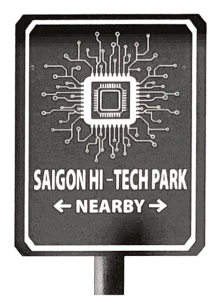 SAIGON HI - TECH PARK
← NEARBY →